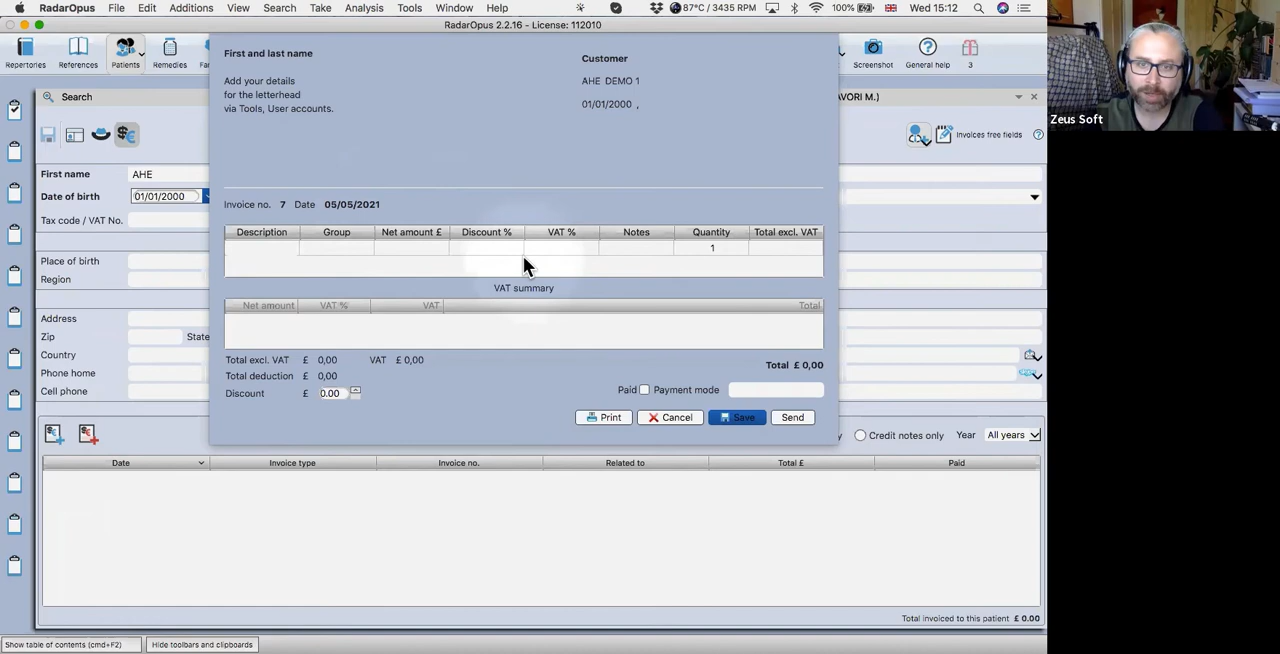 RadarOpus File Edit Additions View Search Take Analysis Tools Window Help 87°C / 3435 RPM 100% Wed 15:12
RadarOpus 2.2.16 - License: 112010
Repertories References Patients Remedies Screenshot General help 3
Search
AVORI M.)
Invoices free fields
First name AHE
Date of birth 01/01/2000
Tax code / VAT No.
Place of birth
Region
Address
Zip State
Country
Phone home
Cell phone
First and last name
Add your details
for the letterhead
via Tools, User accounts.
Customer
AHE DEMO 1
01/01/2000 ,
Invoice no. 7 Date 05/05/2021
Description Group Net amount £ Discount % VAT % Notes Quantity Total excl. VAT
1
VAT summary
Net amount VAT % VAT Total
Total excl. VAT £ 0,00 VAT £ 0,00
Total deduction £ 0,00
Discount £ 0.00
Total £ 0,00
Paid Payment mode
Print Cancel Save Send
Credit notes only Year All years
Date Invoice type Invoice no. Related to Total £ Paid
Total invoiced to this patient £ 0.00
Show table of contents (cmd+F2) Hide toolbars and clipboards
Zeus Soft